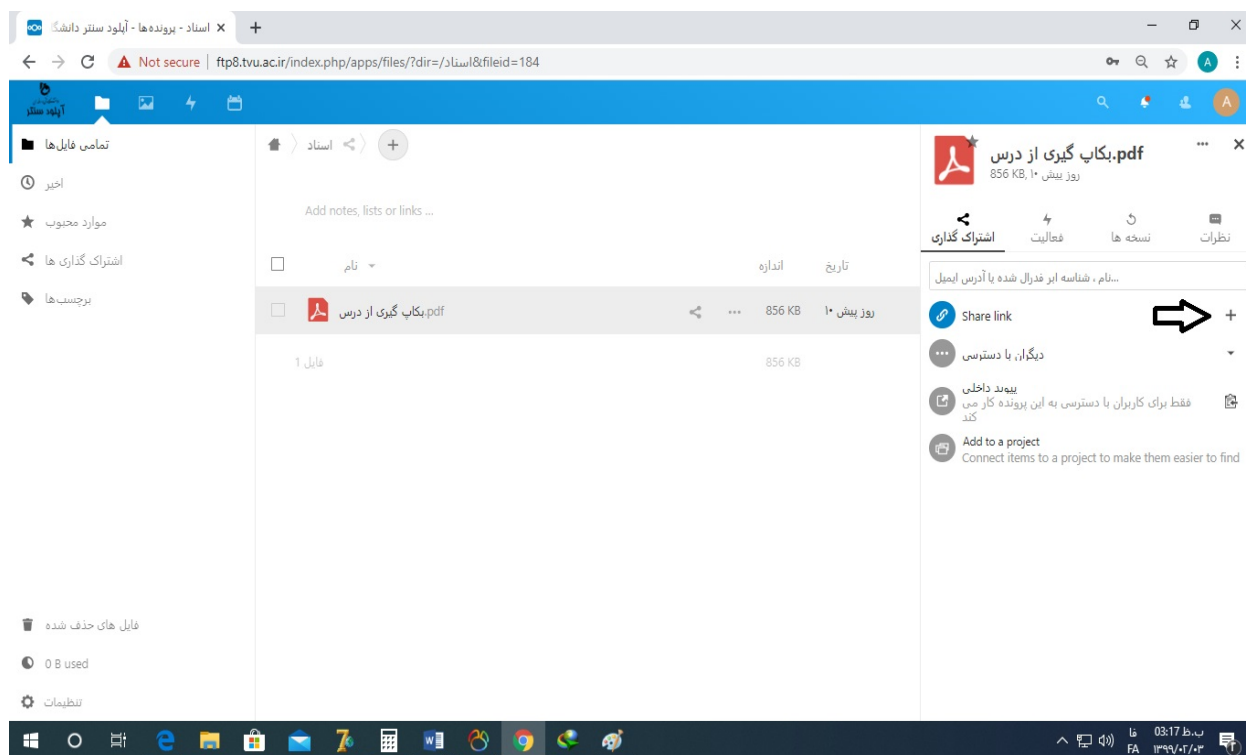 اسناد - پرونده‌ها - آپلود سنتر دانشگ
Not secure | ftp8.tvu.ac.ir/index.php/apps/files/?dir=/اسناد&fileid=184
A
آپلود سنتر
A
تمامی فایل‌ها
اخیر
موارد محبوب
اشتراک گذاری ها
برچسب‌ها
فایل های حذف شده
0 B used
تنظیمات
اسناد
Add notes, lists or links ...
نام
اندازه
تاریخ
بکاپ گیری از درس.pdf
856 KB
۱۰ روز پیش
1 فایل
856 KB
بکاپ گیری از درس.pdf
856 KB, ۱۰ روز پیش
اشتراک گذاری
فعالیت
نسخه ها
نظرات
نام ، شناسه ابر فدرال شده یا آدرس ایمیل...
Share link
دیگران با دسترسی
پیوند داخلی
فقط برای کاربران با دسترسی به این پرونده کار می
کند
Add to a project
Connect items to a project to make them easier to find
فا
FA
03:17 ب.ظ
۱۳۹۹/۰۲/۰۳